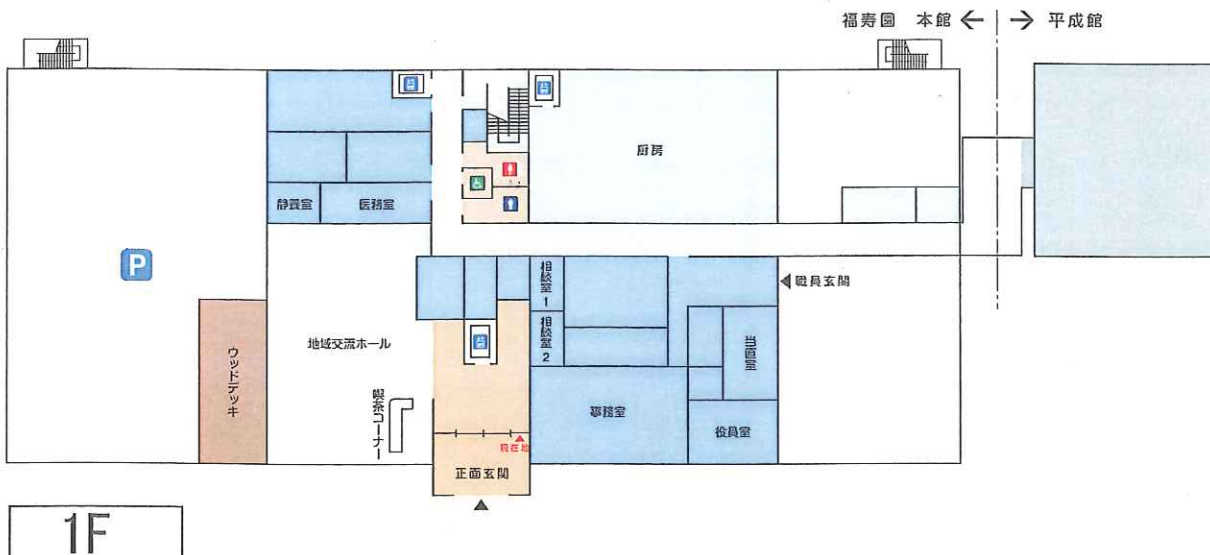 福寿園 本館 ← → 平成館
厨房
静養室
医務室
P
相談室1
職員玄関
相談室2
地域交流ホール
当直室
ウッドデッキ
喫茶コーナー
事務室
役員室
現在地
正面玄関
1F